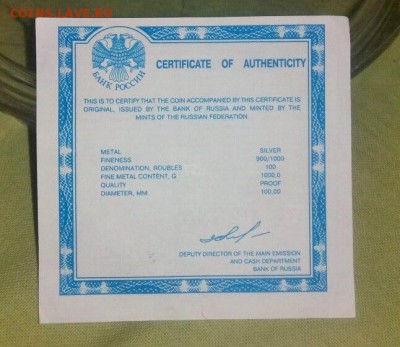 COINS.LAVE.RU
БАНК РОССИИ
CERTIFICATE OF AUTHENTICITY
THIS IS TO CERTIFY THAT THE COIN ACCOMPANIED BY THIS CERTIFICATE IS
ORIGINAL, ISSUED BY THE BANK OF RUSSIA AND MINTED BY THE
MINTS OF THE RUSSIAN FEDERATION.
METAL SILVER
FINENESS 900/1000
DENOMINATION, ROUBLES 100
FINE METAL CONTENT, G 1000,0
QUALITY PROOF
DIAMETER, MM 100,00
DEPUTY DIRECTOR OF THE MAIN EMISSION
AND CASH DEPARTMENT
BANK OF RUSSIA